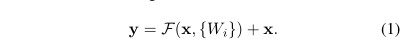 y = F(x, {W_i}) + x. (1)